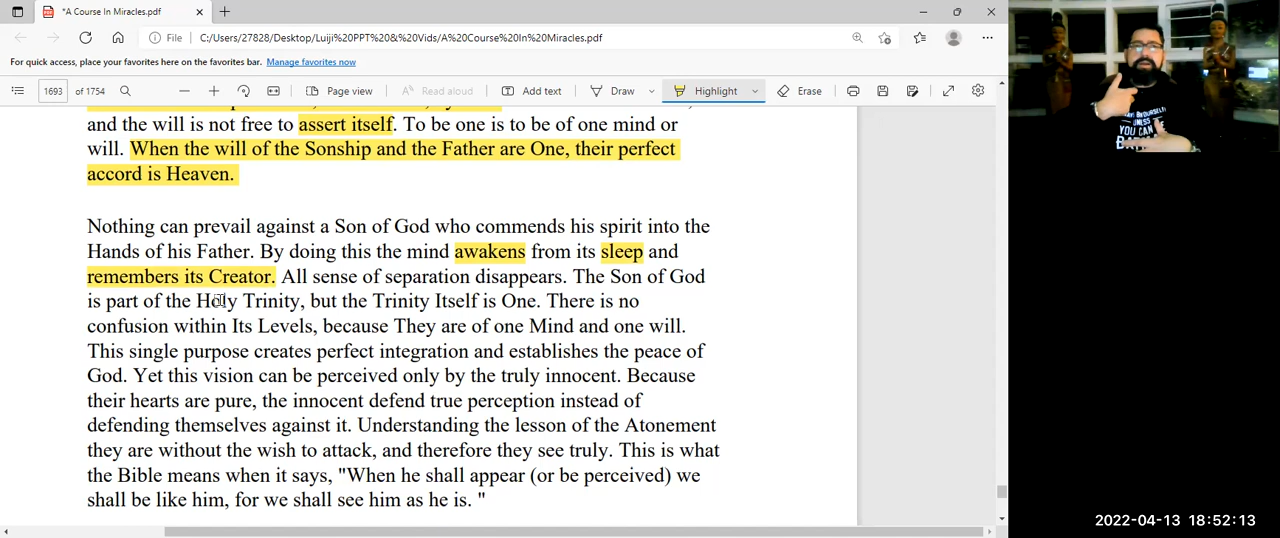 *A Course In Miracles.pdf
File C:/Users/27828/Desktop/Luiji%20PPT%20&%20Vids/A%20Course%20In%20Miracles.pdf
For quick access, place your favorites here on the favorites bar. Manage favorites now
1693 of 1754 Page view Read aloud Add text Draw Highlight Erase
and the will is not free to assert itself. To be one is to be of one mind or
will. When the will of the Sonship and the Father are One, their perfect
accord is Heaven.
Nothing can prevail against a Son of God who commends his spirit into the
Hands of his Father. By doing this the mind awakens from its sleep and
remembers its Creator. All sense of separation disappears. The Son of God
is part of the Holy Trinity, but the Trinity Itself is One. There is no
confusion within Its Levels, because They are of one Mind and one will.
This single purpose creates perfect integration and establishes the peace of
God. Yet this vision can be perceived only by the truly innocent. Because
their hearts are pure, the innocent defend true perception instead of
defending themselves against it. Understanding the lesson of the Atonement
they are without the wish to attack, and therefore they see truly. This is what
the Bible means when it says, "When he shall appear (or be perceived) we
shall be like him, for we shall see him as he is. "
UNLESS
YOU CAN BE
2022-04-13 18:52:13